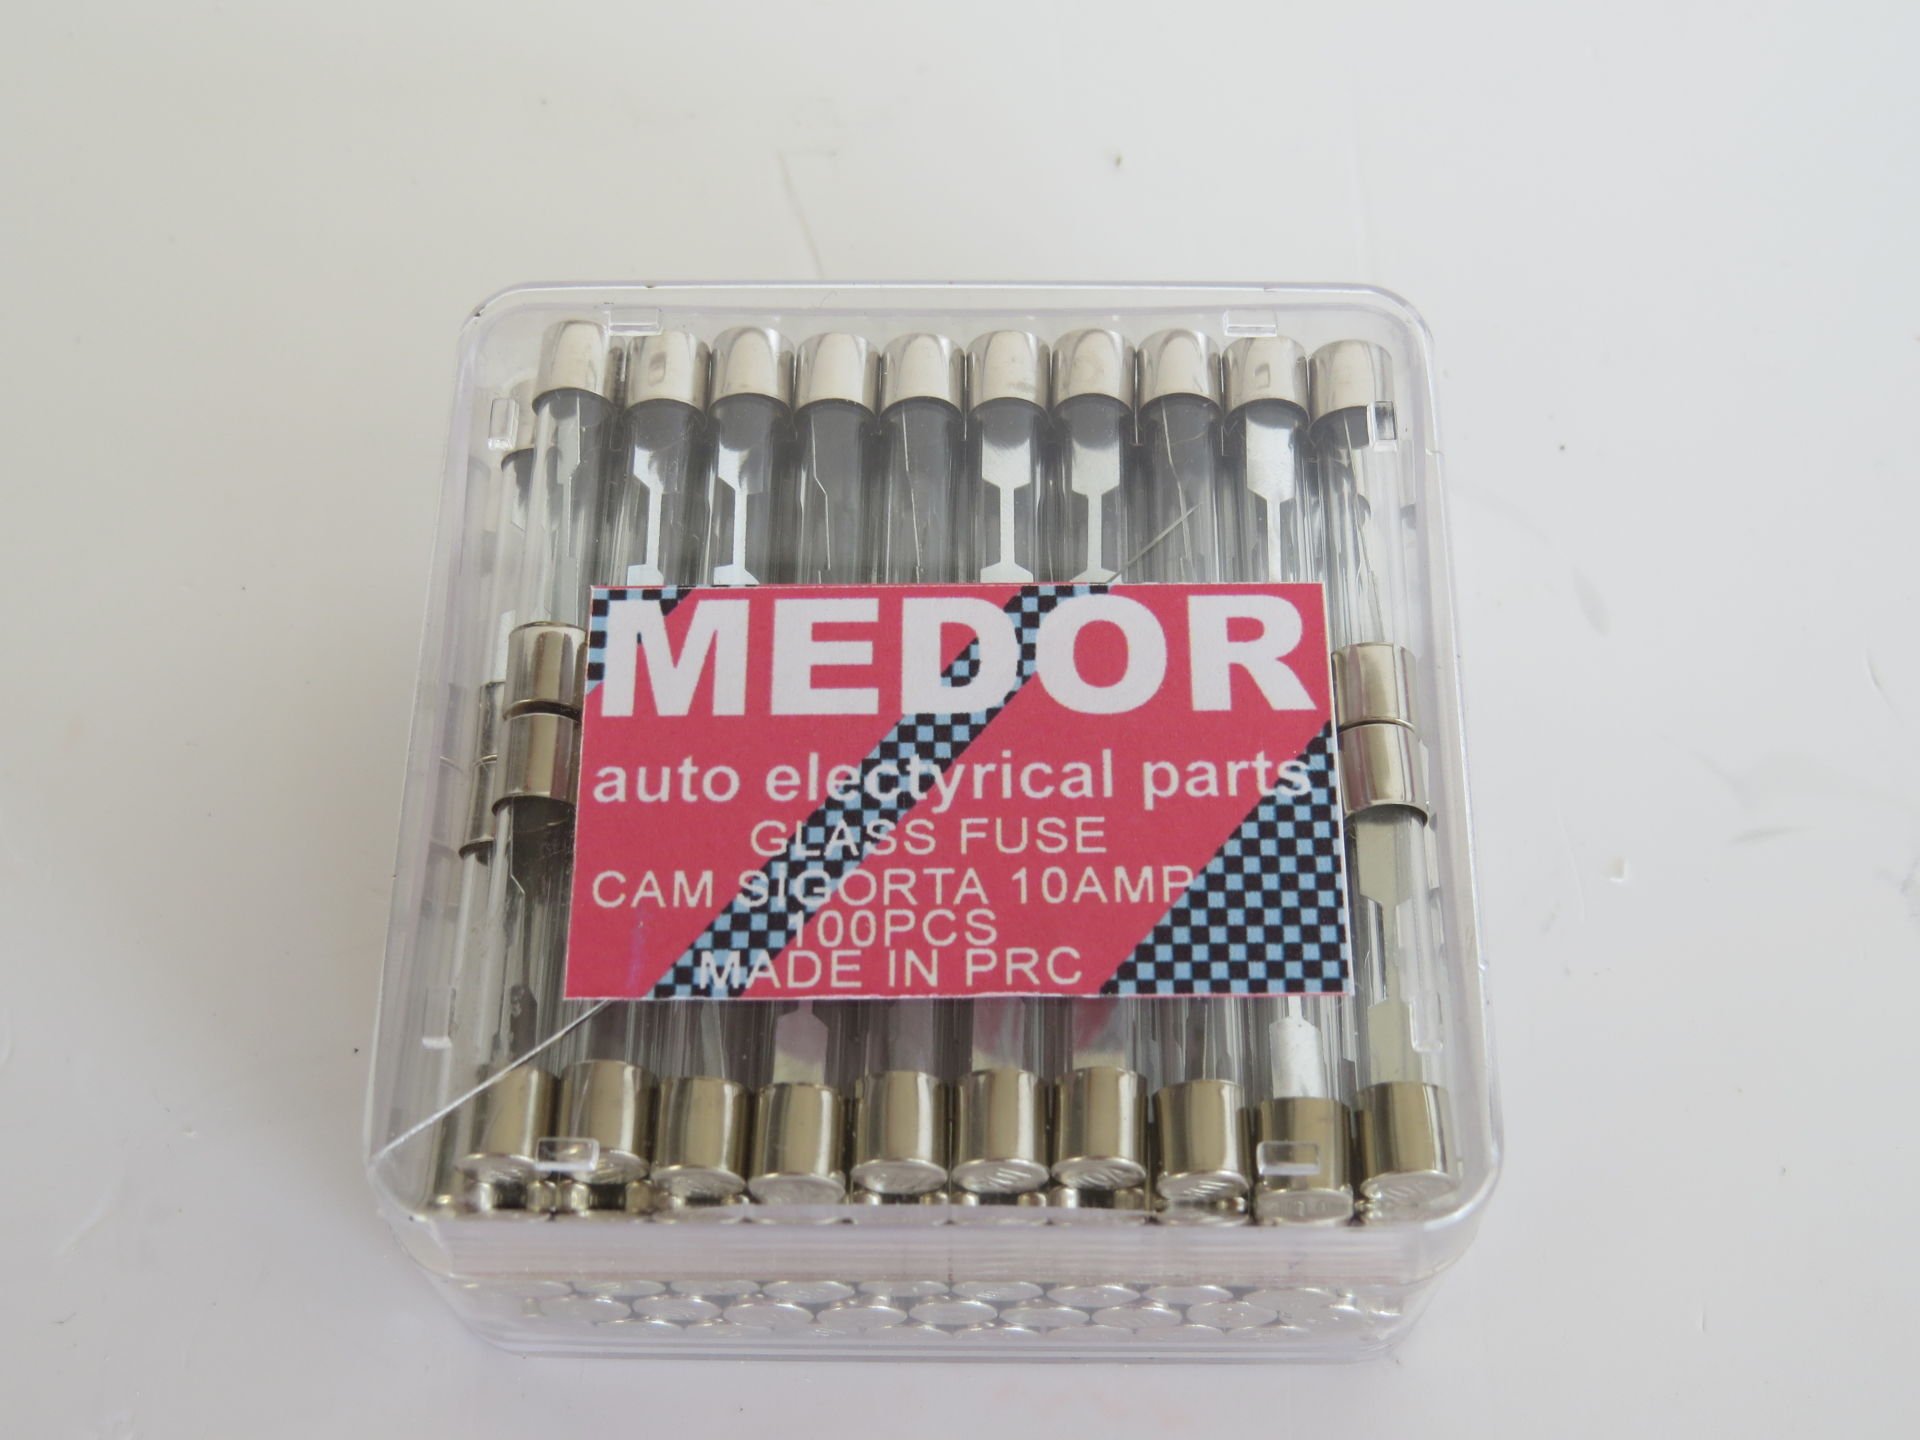 MEDOR
auto electyrical parts
GLASS FUSE
CAM SIGORTA 10AMP
100PCS
MADE IN PRC